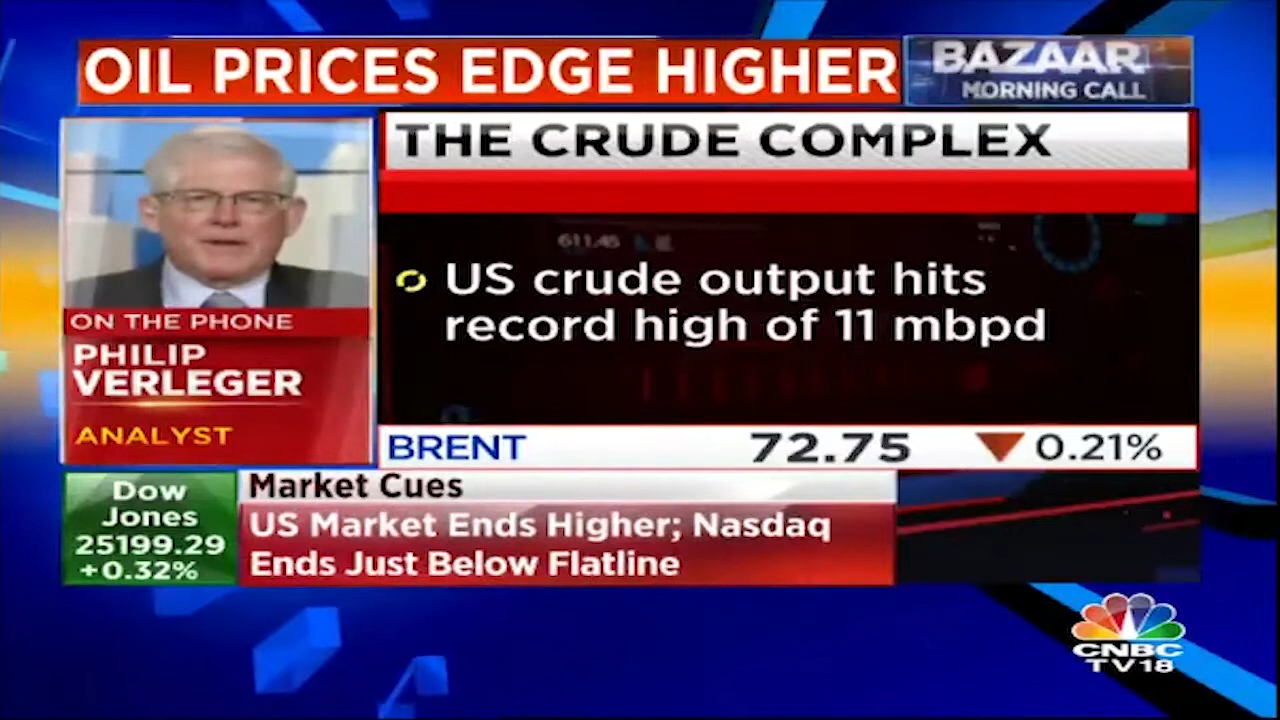 OIL PRICES EDGE HIGHER
BAZAAR
MORNING CALL
THE CRUDE COMPLEX
611.45
US crude output hits
record high of 11 mbpd
ON THE PHONE
PHILIP
VERLEGER
ANALYST
BRENT 72.75 0.21%
Dow
Jones
25199.29
+0.32%
Market Cues
US Market Ends Higher; Nasdaq
Ends Just Below Flatline
CNBC
TV18